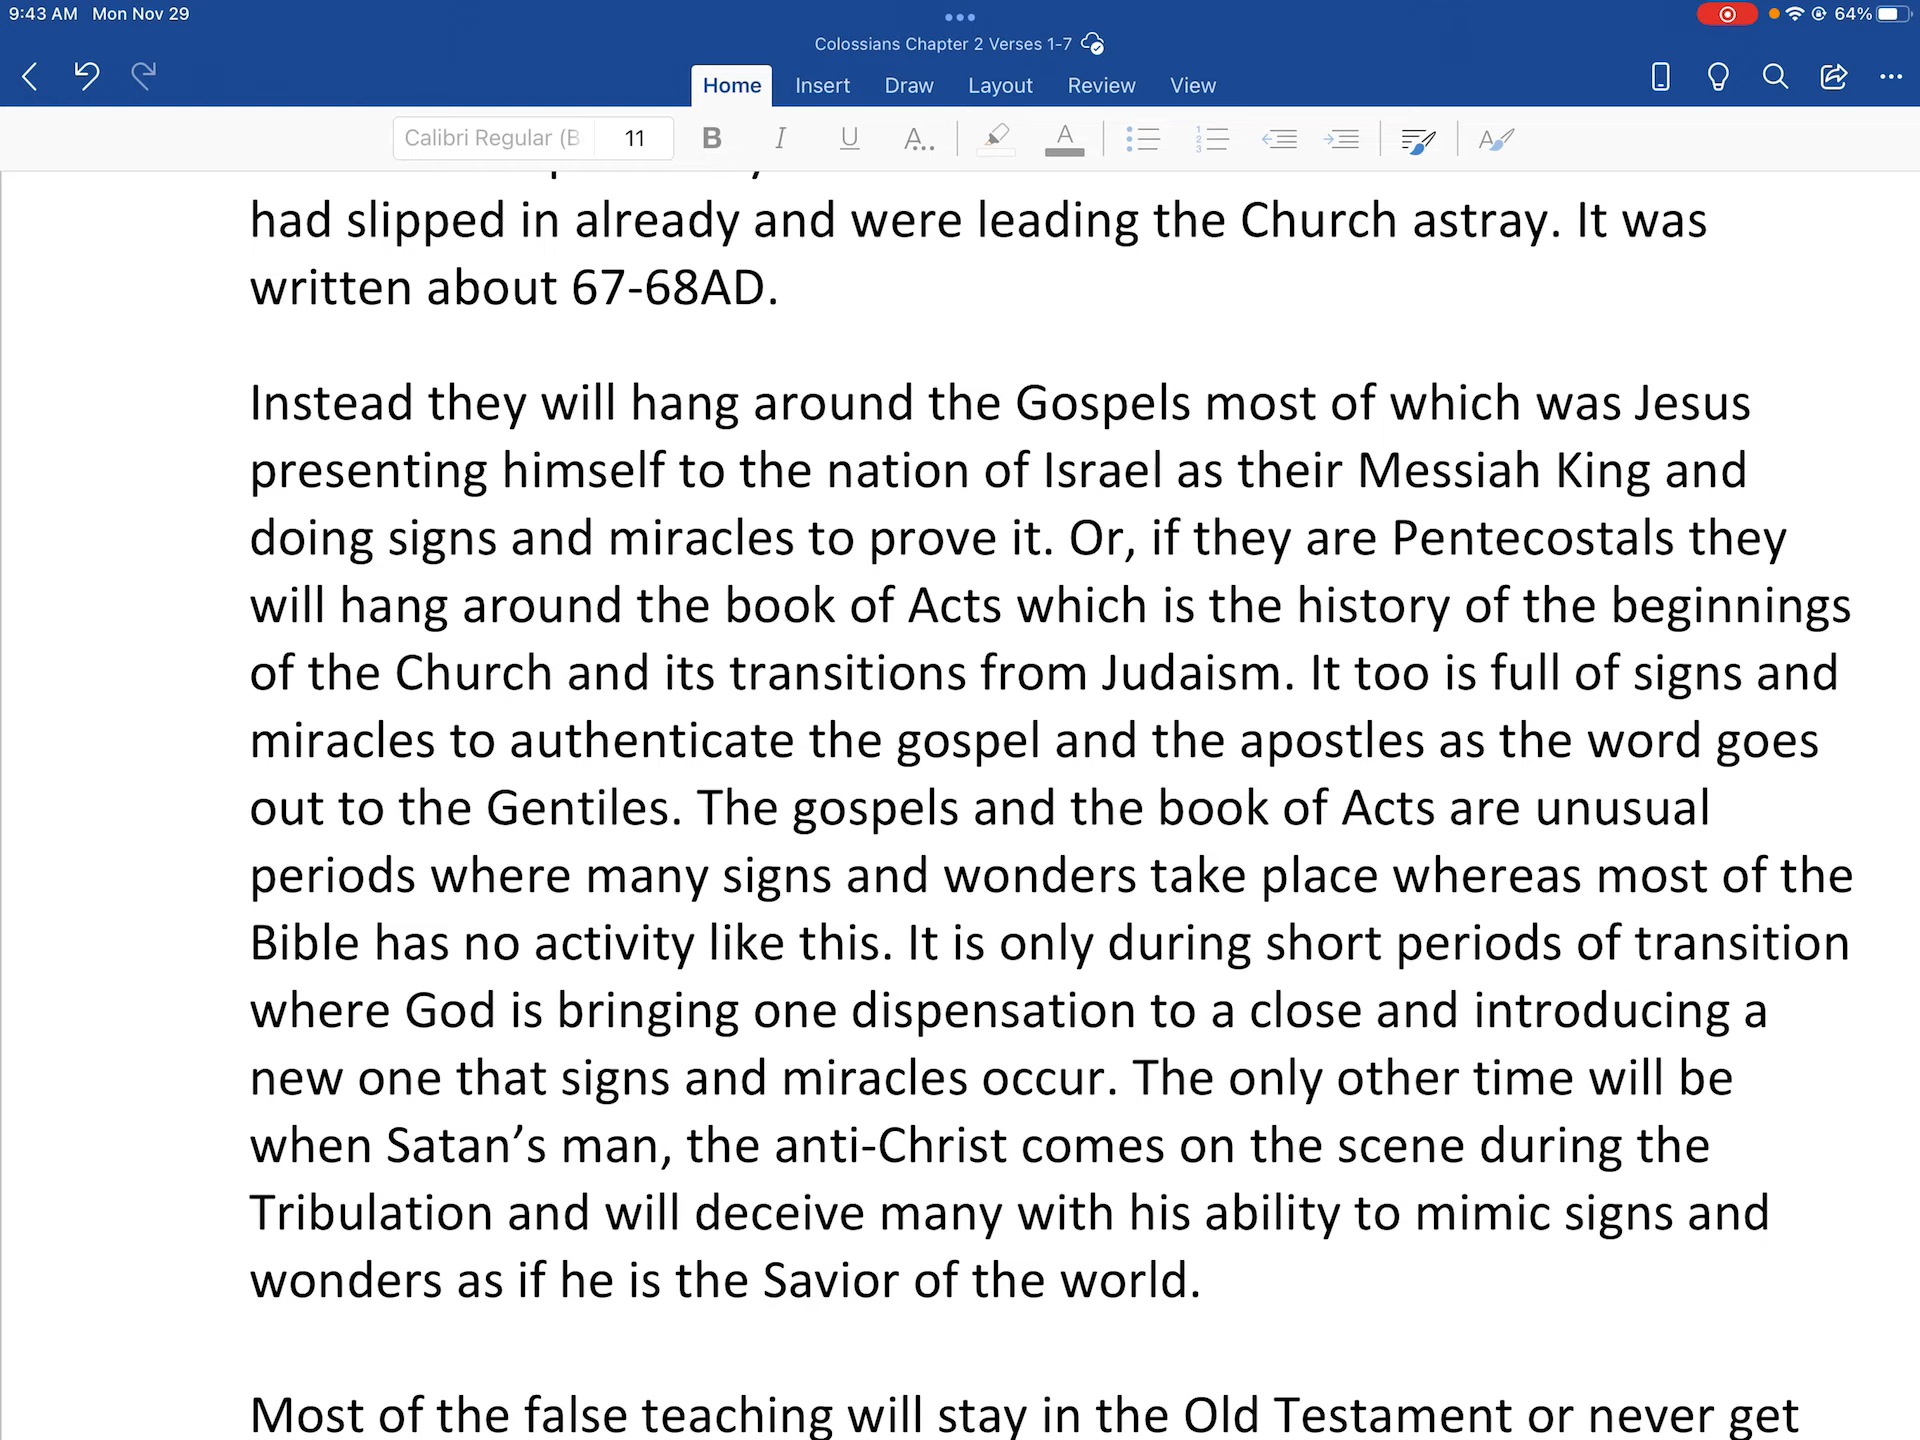 9:43 AM Mon Nov 29
64%
Colossians Chapter 2 Verses 1-7
Home Insert Draw Layout Review View
Calibri Regular (B 11 B I U A..
had slipped in already and were leading the Church astray. It was
written about 67-68AD.
Instead they will hang around the Gospels most of which was Jesus
presenting himself to the nation of Israel as their Messiah King and
doing signs and miracles to prove it. Or, if they are Pentecostals they
will hang around the book of Acts which is the history of the beginnings
of the Church and its transitions from Judaism. It too is full of signs and
miracles to authenticate the gospel and the apostles as the word goes
out to the Gentiles. The gospels and the book of Acts are unusual
periods where many signs and wonders take place whereas most of the
Bible has no activity like this. It is only during short periods of transition
where God is bringing one dispensation to a close and introducing a
new one that signs and miracles occur. The only other time will be
when Satan’s man, the anti-Christ comes on the scene during the
Tribulation and will deceive many with his ability to mimic signs and
wonders as if he is the Savior of the world.
Most of the false teaching will stay in the Old Testament or never get